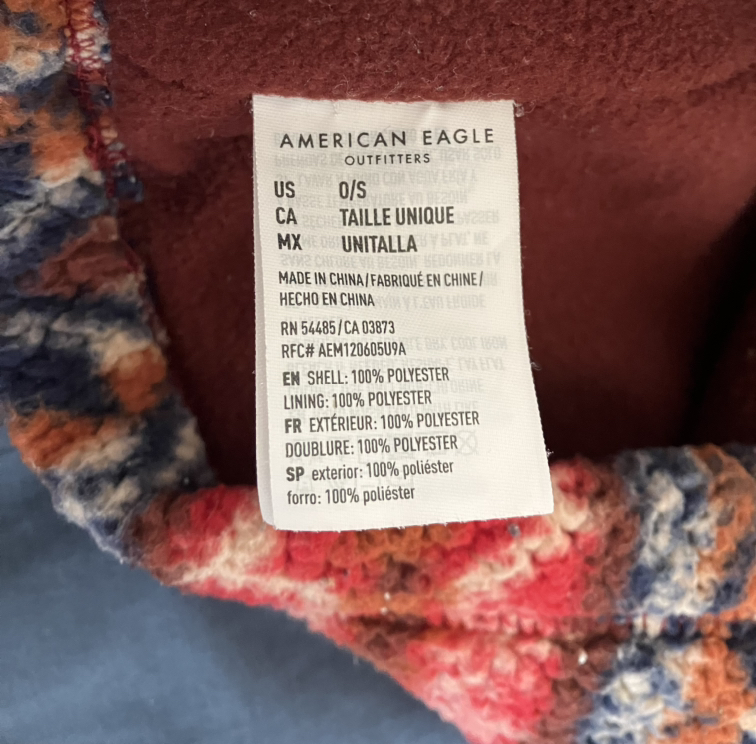 AMERICAN EAGLE
OUTFITTERS
US O/S
CA TAILLE UNIQUE
MX UNITALLA
MADE IN CHINA/FABRIQUÉ EN CHINE/
HECHO EN CHINA
RN 54485/CA 03873
RFC# AEM120605U9A
EN SHELL: 100% POLYESTER
LINING: 100% POLYESTER
FR EXTÉRIEUR: 100% POLYESTER
DOUBLURE: 100% POLYESTER
SP exterior: 100% poliéster
forro: 100% poliéster